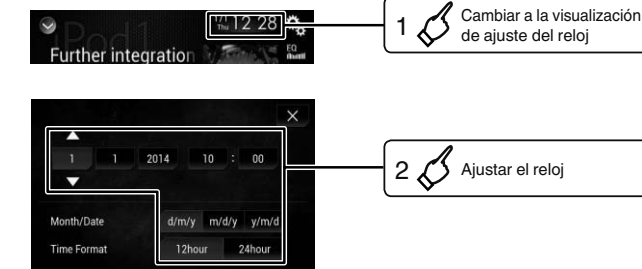 iPod1
1/1
Thu
12 28
EQ
Further integration
1
Cambiar a la visualización
de ajuste del reloj
1 1 2014 10 : 00
Month/Date d/m/y m/d/y y/m/d
Time Format 12hour 24hour
2
Ajustar el reloj